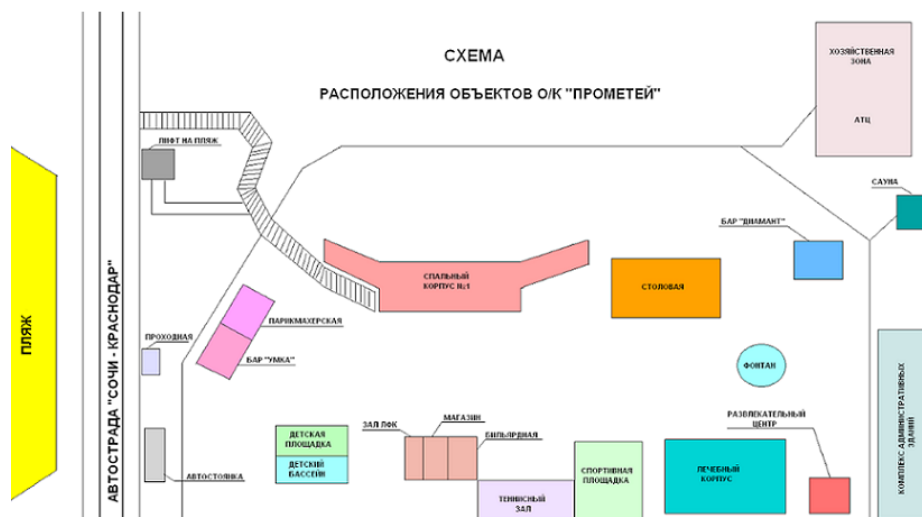 СХЕМА
РАСПОЛОЖЕНИЯ ОБЪЕКТОВ О/К "ПРОМЕТЕЙ"
ХОЗЯЙСТВЕННАЯ
ЗОНА
АТЦ
ЛИФТ НА ПЛЯЖ
САУНА
БАР "ДИАМАНТ"
СПАЛЬНЫЙ
КОРПУС №1
СТОЛОВАЯ
ПАРИКМАХЕРСКАЯ
ПРОХОДНАЯ
БАР "УМКА"
ПЛЯЖ
АВТОСТРАДА "СОЧИ - КРАСНОДАР"
ФОНТАН
КОМПЛЕКС АДМИНИСТРАТИВНЫХ
ЗДАНИЙ
РАЗВЛЕКАТЕЛЬНЫЙ
ЦЕНТР
ЗАЛ ЛФК
МАГАЗИН
БИЛЬЯРДНАЯ
ДЕТСКАЯ
ПЛОЩАДКА
ДЕТСКИЙ
БАССЕЙН
АВТОСТОЯНКА
СПОРТИВНАЯ
ПЛОЩАДКА
ЛЕЧЕБНЫЙ
КОРПУС
ТЕННИСНЫЙ
ЗАЛ